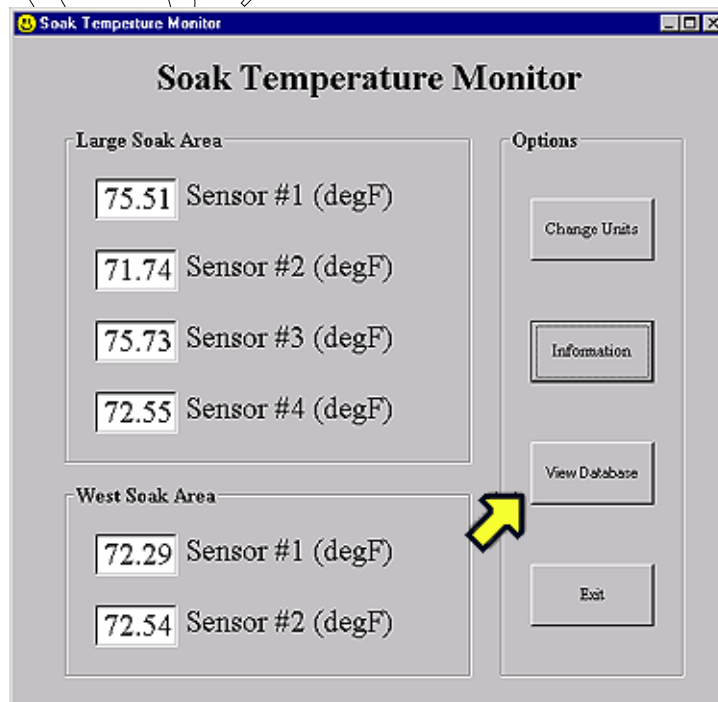 Soak Temperture Monitor
Soak Temperature Monitor
Large Soak Area
75.51 Sensor #1 (degF)
71.74 Sensor #2 (degF)
75.73 Sensor #3 (degF)
72.55 Sensor #4 (degF)
West Soak Area
72.29 Sensor #1 (degF)
72.54 Sensor #2 (degF)
Options
Change Units
Information
View Database
Exit